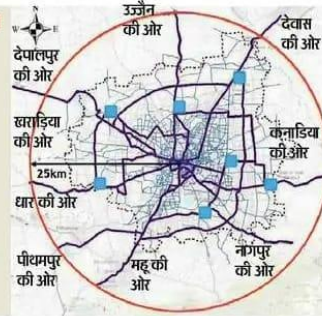 उज्जैन
की ओर
देवास
की ओर
N
W
E
S
देपालपुर
की ओर
खराडिया
की ओर
कनाडिया
की ओर
25km
धार की ओर
पीथमपुर
की ओर
महू की
ओर
नागपुर
की ओर